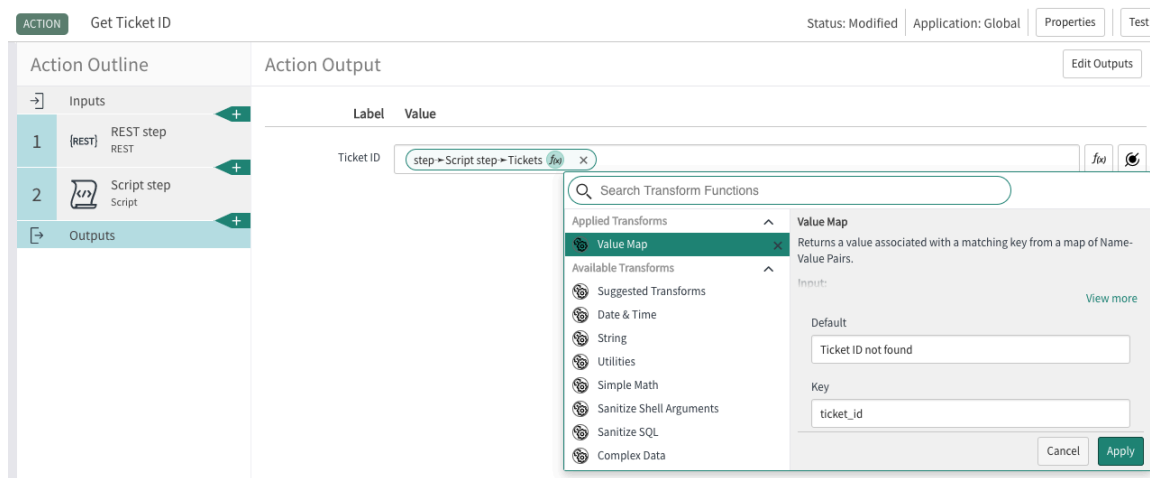 ACTION Get Ticket ID Status: Modified Application: Global Properties Test
Action Outline Action Output Edit Outputs
Inputs
Label Value
+
1 {REST} REST step
REST
Ticket ID step▸Script step▸Tickets f(x) × f(x)
+
2 </> Script step
Script
+
Outputs
Search Transform Functions
Applied Transforms
Value Map ×
Available Transforms
Suggested Transforms
Date & Time
String
Utilities
Simple Math
Sanitize Shell Arguments
Sanitize SQL
Complex Data
Value Map
Returns a value associated with a matching key from a map of Name-
Value Pairs.
Input:
View more
Default
Ticket ID not found
Key
ticket_id
Cancel Apply